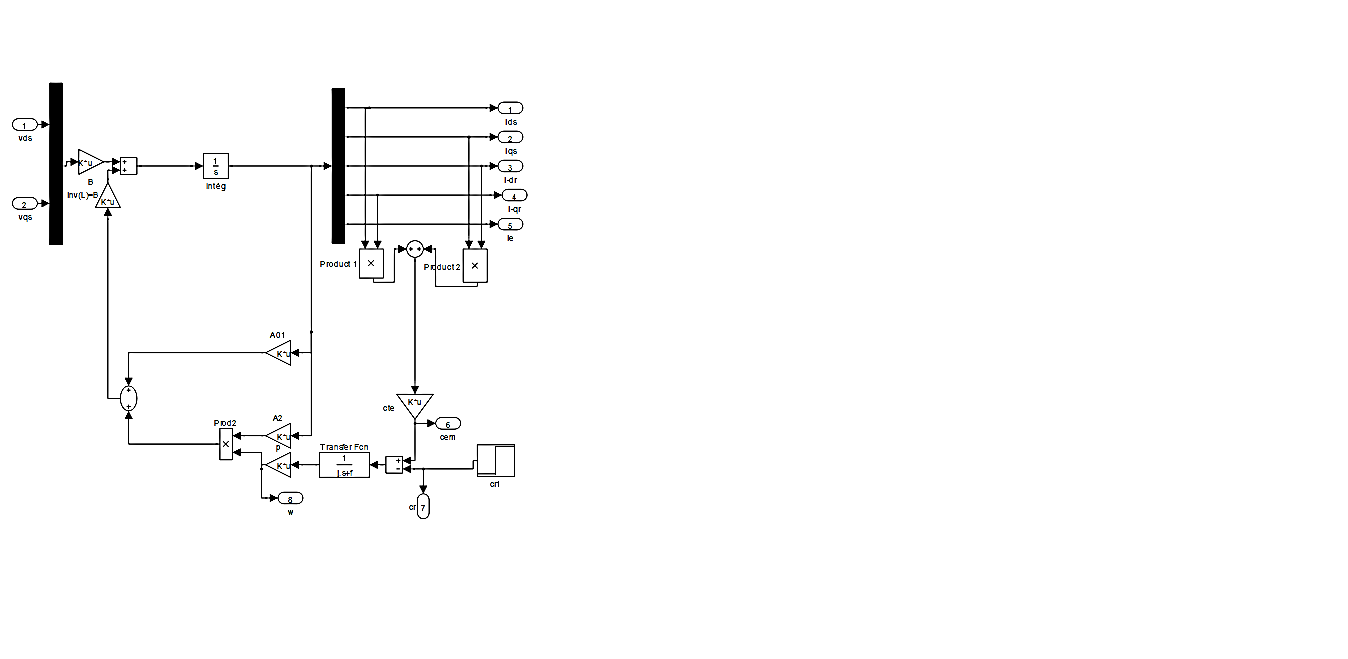 1
vds
2
vqs
K*u
B
inv(L)=B
K*u
+
+
1
s
intég
1
Ids
2
Iqs
3
I-dr
4
I-qr
5
Ie
Product 1
×
Product 2
×
A01
K*u
+
+
cte
K*u
6
cem
Prod2
×
A2
K*u
p
K*u
Transfer Fcn
1
j.s+f
+
−
cr1
8
w
cr
7